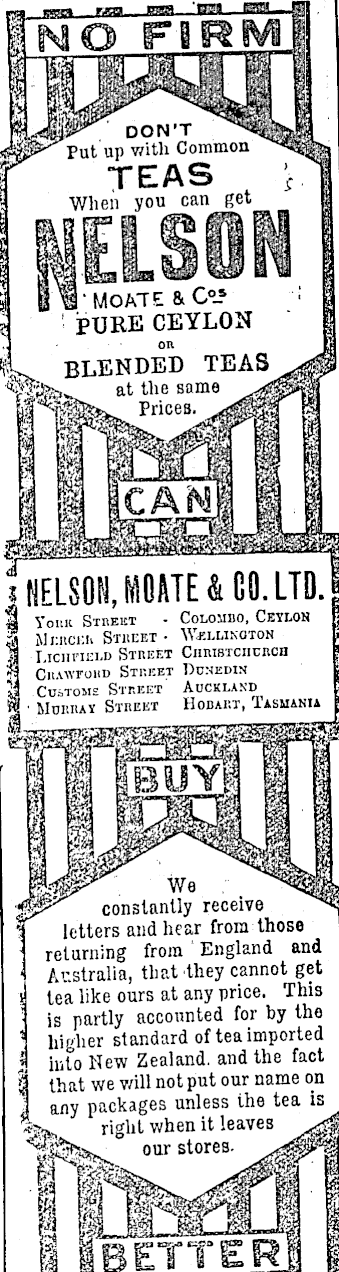 NO FIRM
DON'T
Put up with Common
TEAS
When you can get
NELSON
MOATE & Cos
PURE CEYLON
OR
BLENDED TEAS
at the same
Prices.
CAN
NELSON, MOATE & CO. LTD.
YORK STREET - COLOMBO, CEYLON
MERCER STREET - WELLINGTON
LICHFIELD STREET CHRISTCHURCH
CRAWFORD STREET DUNEDIN
CUSTOMS STREET AUCKLAND
MURRAY STREET HOBART, TASMANIA
BUY
We
constantly receive
letters and hear from those
returning from England and
Australia, that they cannot get
tea like ours at any price. This
is partly accounted for by the
higher standard of tea imported
into New Zealand. and the fact
that we will not put our name on
any packages unless the tea is
right when it leaves
our stores.
BETTER